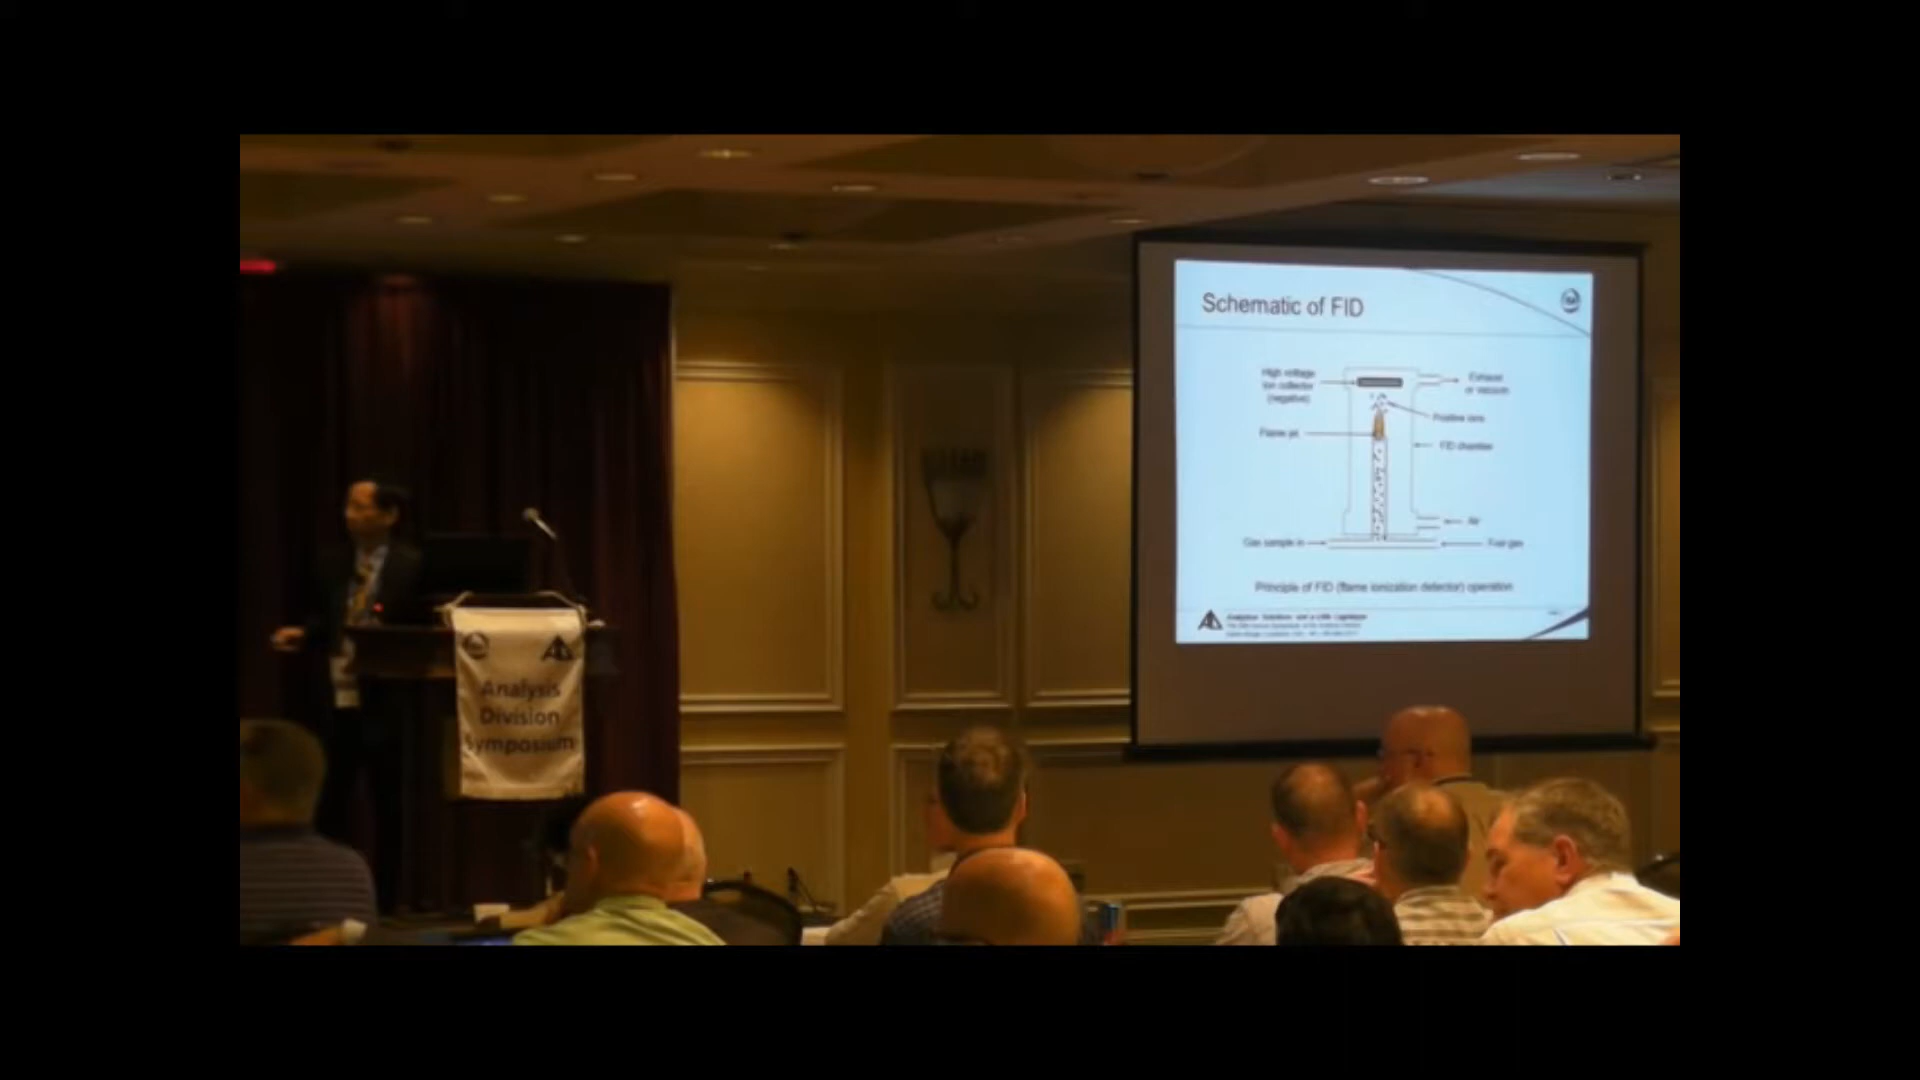 Schematic of FID
High voltage
ion collector
(negative)
Exhaust
or vacuum
Positive ions
Flame jet
FID chamber
Air
Gas sample in
Fuel gas
Principle of FID (flame ionization detector) operation
Analysis
Division
Symposium